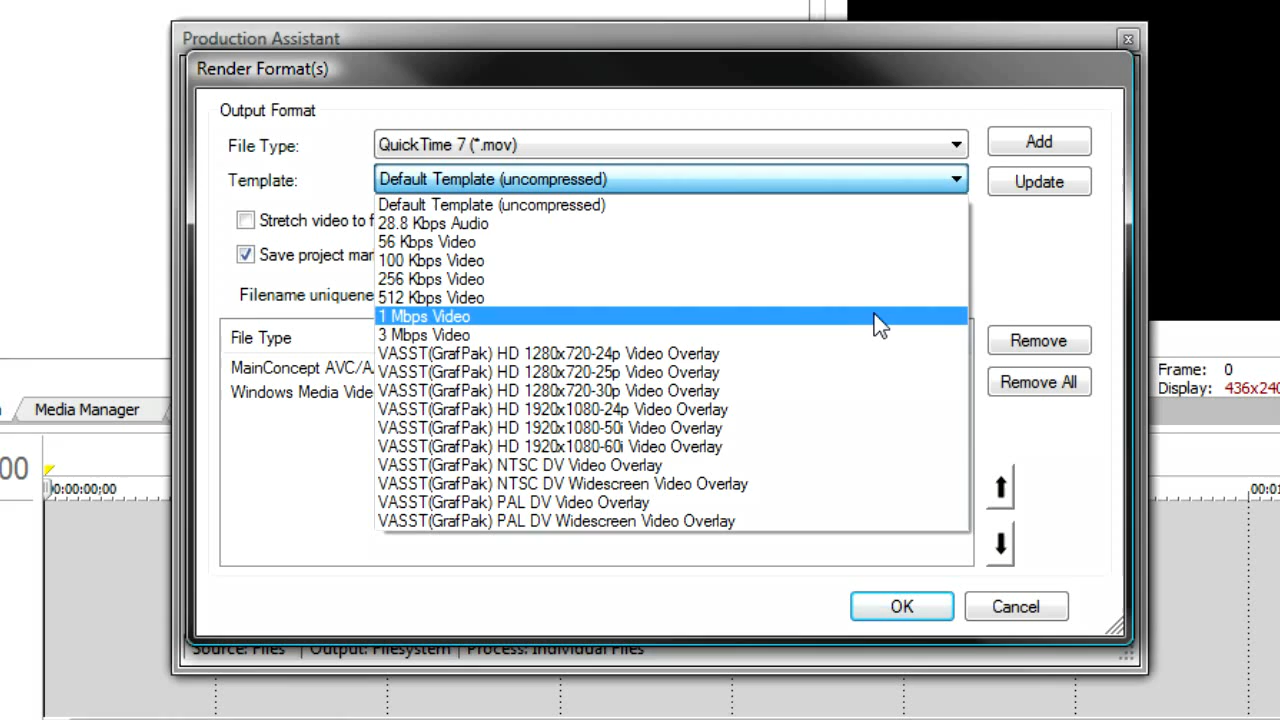 Production Assistant
Render Format(s)
Output Format
File Type: QuickTime 7 (*.mov) Add
Template: Default Template (uncompressed) Update
Default Template (uncompressed)
Stretch video to f 28.8 Kbps Audio
56 Kbps Video
Save project mar 100 Kbps Video
256 Kbps Video
Filename uniquene 512 Kbps Video
1 Mbps Video
File Type 3 Mbps Video Remove
VASST(GrafPak) HD 1280x720-24p Video Overlay
MainConcept AVC/A VASST(GrafPak) HD 1280x720-25p Video Overlay Remove All
Windows Media Vide VASST(GrafPak) HD 1280x720-30p Video Overlay
VASST(GrafPak) HD 1920x1080-24p Video Overlay
VASST(GrafPak) HD 1920x1080-50i Video Overlay
VASST(GrafPak) HD 1920x1080-60i Video Overlay
VASST(GrafPak) NTSC DV Video Overlay
VASST(GrafPak) NTSC DV Widescreen Video Overlay
VASST(GrafPak) PAL DV Video Overlay
VASST(GrafPak) PAL DV Widescreen Video Overlay
OK Cancel
Source: Files Output: Filesystem Process: Individual Files
Frame: 0
Display: 436x240
Media Manager
00
0:00:00;00
00:01